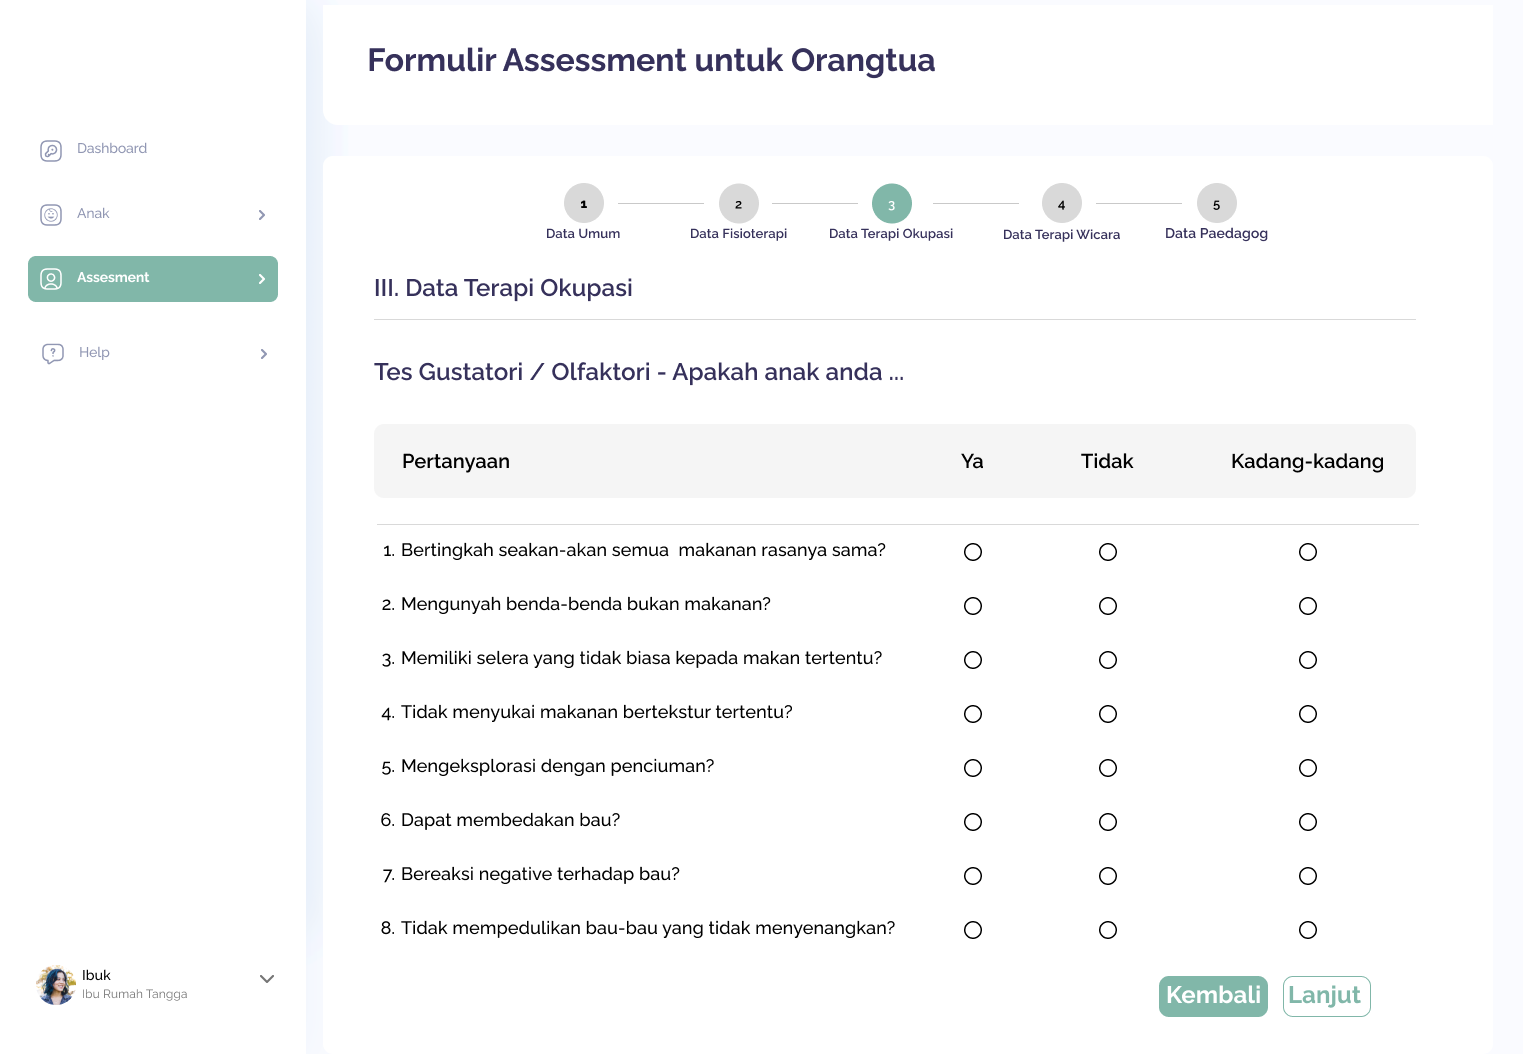 Formulir Assessment untuk Orangtua
Dashboard
Anak
Assesment
Help
1
2
3
4
5
Data Umum
Data Fisioterapi
Data Terapi Okupasi
Data Terapi Wicara
Data Paedagog
III. Data Terapi Okupasi
Tes Gustatori / Olfaktori - Apakah anak anda ...
Pertanyaan Ya Tidak Kadang-kadang
1. Bertingkah seakan-akan semua  makanan rasanya sama?
2. Mengunyah benda-benda bukan makanan?
3. Memiliki selera yang tidak biasa kepada makan tertentu?
4. Tidak menyukai makanan bertekstur tertentu?
5. Mengeksplorasi dengan penciuman?
6. Dapat membedakan bau?
7. Bereaksi negative terhadap bau?
8. Tidak mempedulikan bau-bau yang tidak menyenangkan?
Ibuk
Ibu Rumah Tangga
Kembali
Lanjut